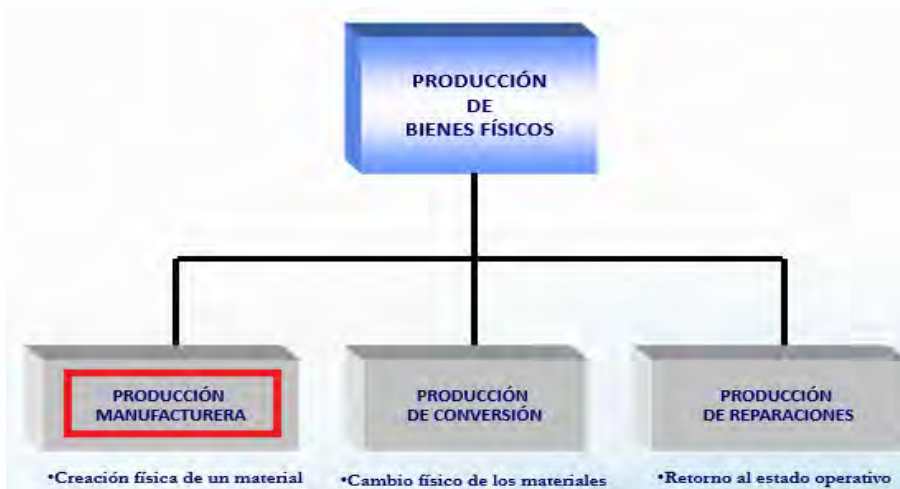 PRODUCCIÓN
DE
BIENES FÍSICOS
PRODUCCIÓN
MANUFACTURERA
PRODUCCIÓN
DE CONVERSIÓN
PRODUCCIÓN
DE REPARACIONES
•Creación física de un material
•Cambio físico de los materiales
•Retorno al estado operativo